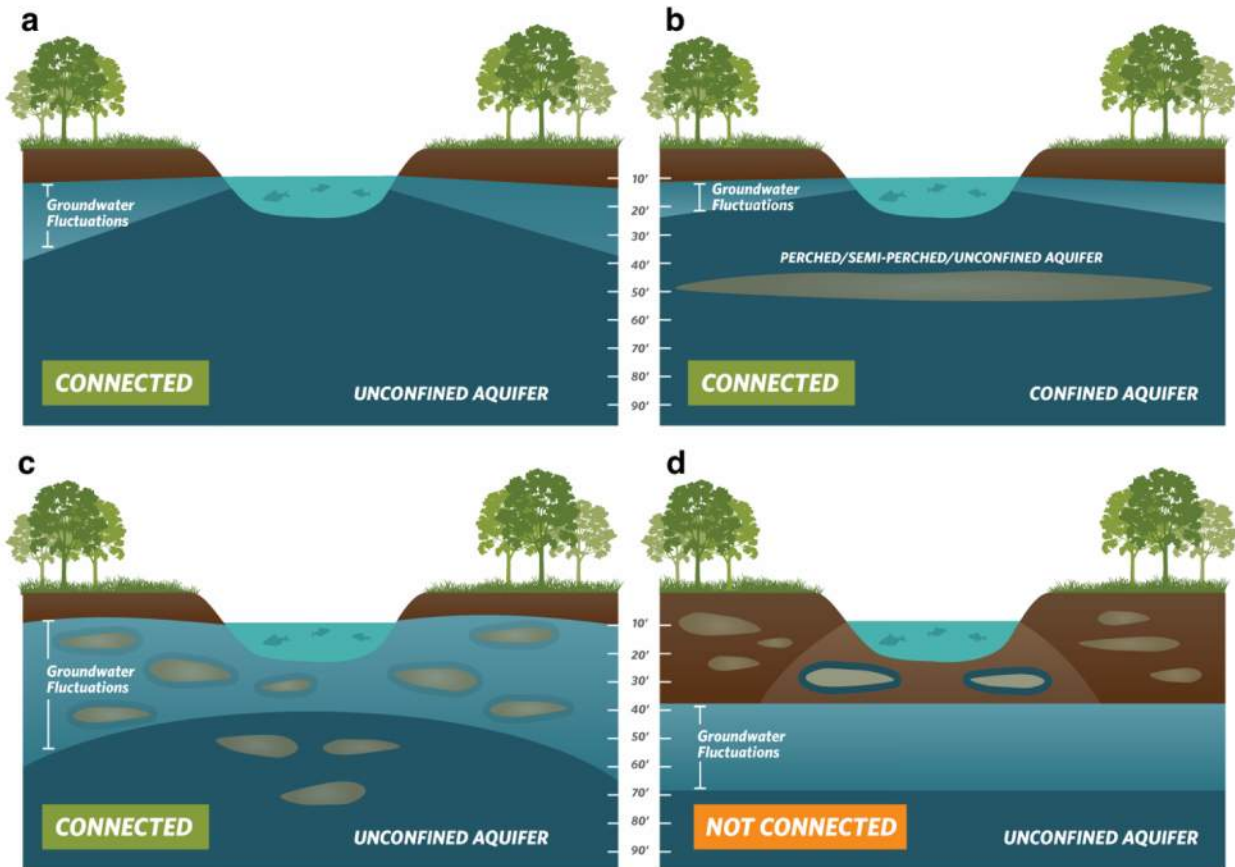 a
b
Groundwater
Fluctuations
10'
20'
30'
40'
50'
60'
70'
80'
90'
Groundwater
Fluctuations
PERCHED/SEMI-PERCHED/UNCONFINED AQUIFER
CONNECTED
UNCONFINED AQUIFER
CONNECTED
CONFINED AQUIFER
c
d
Groundwater
Fluctuations
10'
20'
30'
40'
50'
60'
70'
80'
90'
Groundwater
Fluctuations
CONNECTED
UNCONFINED AQUIFER
NOT CONNECTED
UNCONFINED AQUIFER